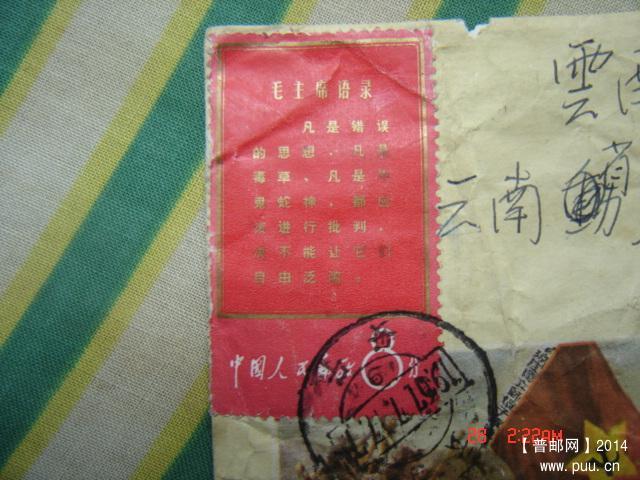 毛主席语录
凡是错误
的思想，凡是
毒草，凡是牛
鬼蛇神，都应
该进行批判，
决不能让它们
自由泛滥。
中国人民邮政8分
雲南
云南
省
28 2:22AM
【普邮网】2014
www.puu.cn